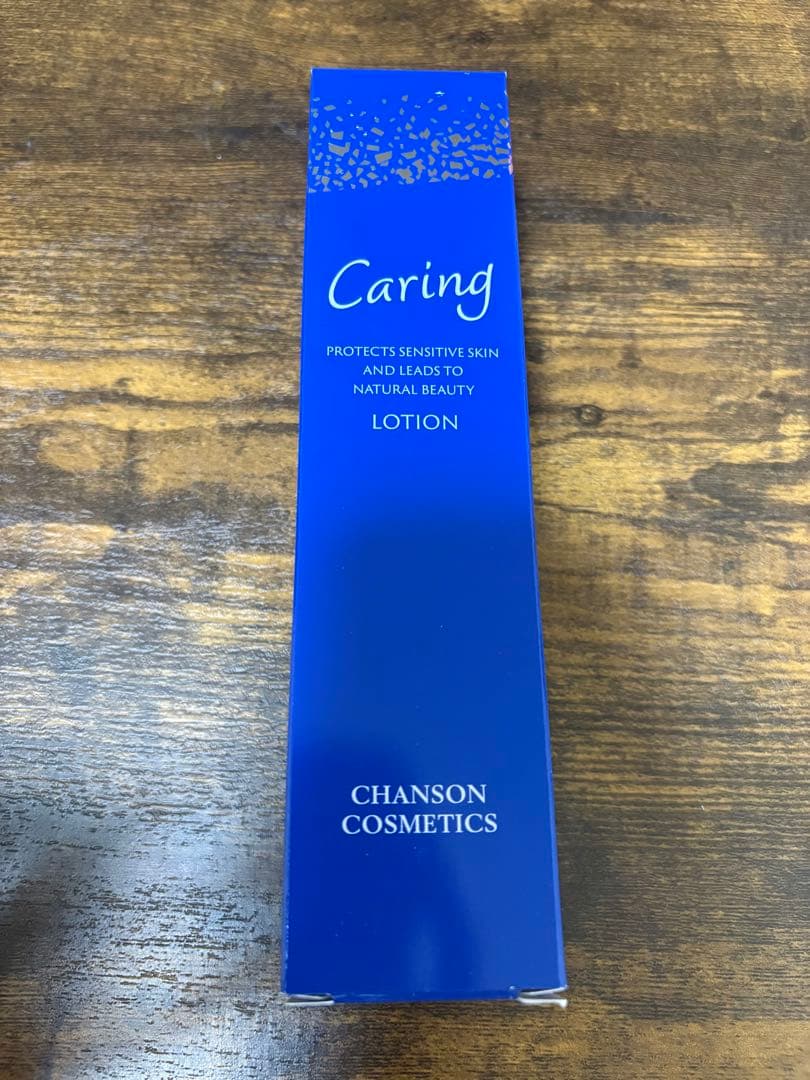 Caring
PROTECTS SENSITIVE SKIN
AND LEADS TO
NATURAL BEAUTY
LOTION
CHANSON
COSMETICS